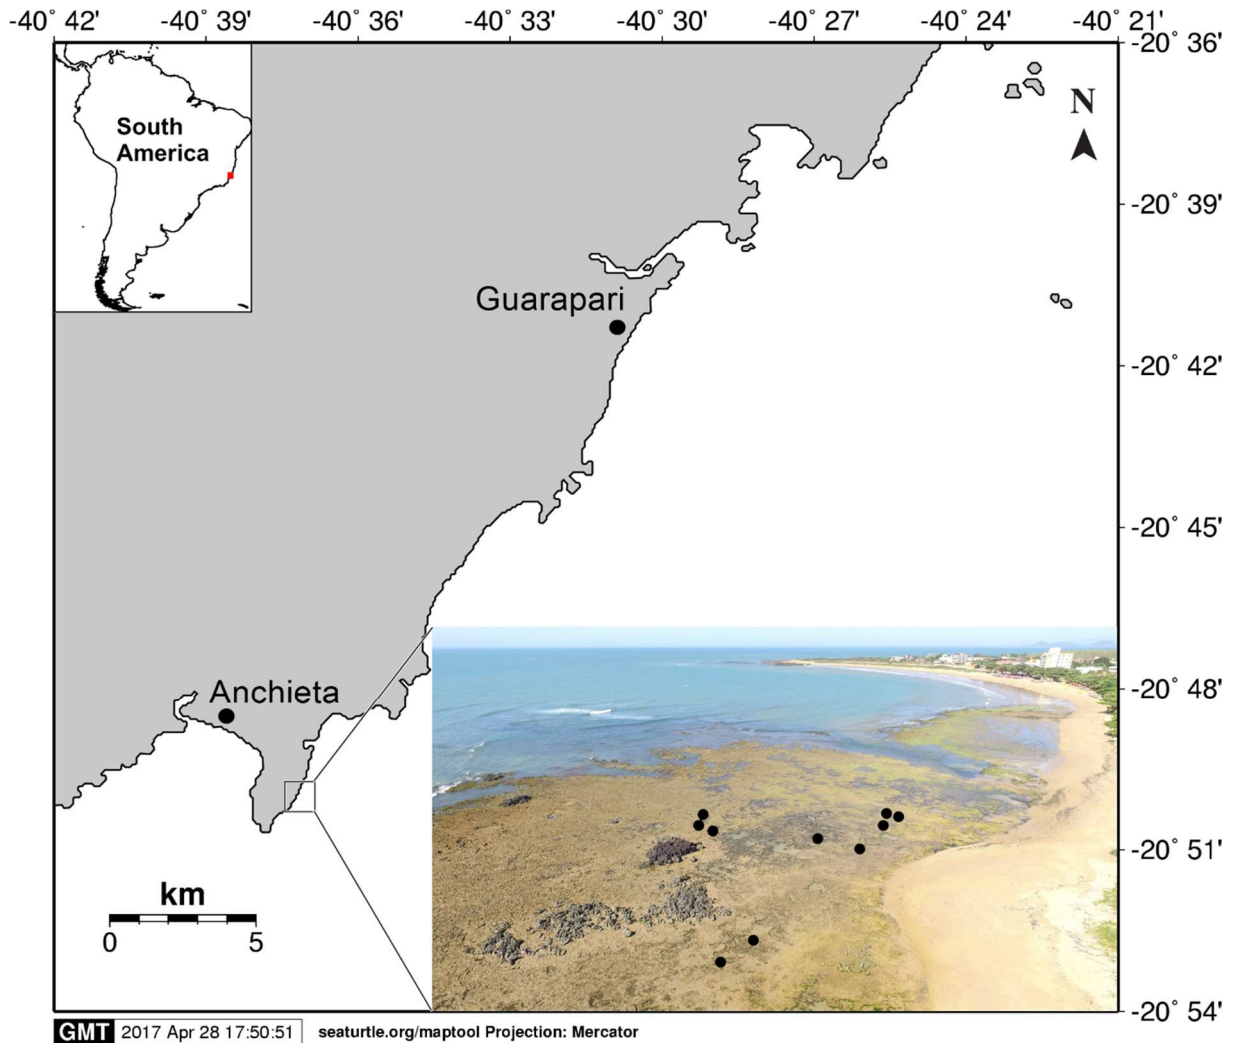 -40° 42' -40° 39' -40° 36' -40° 33' -40° 30' -40° 27' -40° 24' -40° 21'
-20° 36'
South
America
N
-20° 39'
Guarapari
-20° 42'
-20° 45'
Anchieta
-20° 48'
-20° 51'
km
0 5
-20° 54'
GMT 2017 Apr 28 17:50:51 seaturtle.org/maptool Projection: Mercator